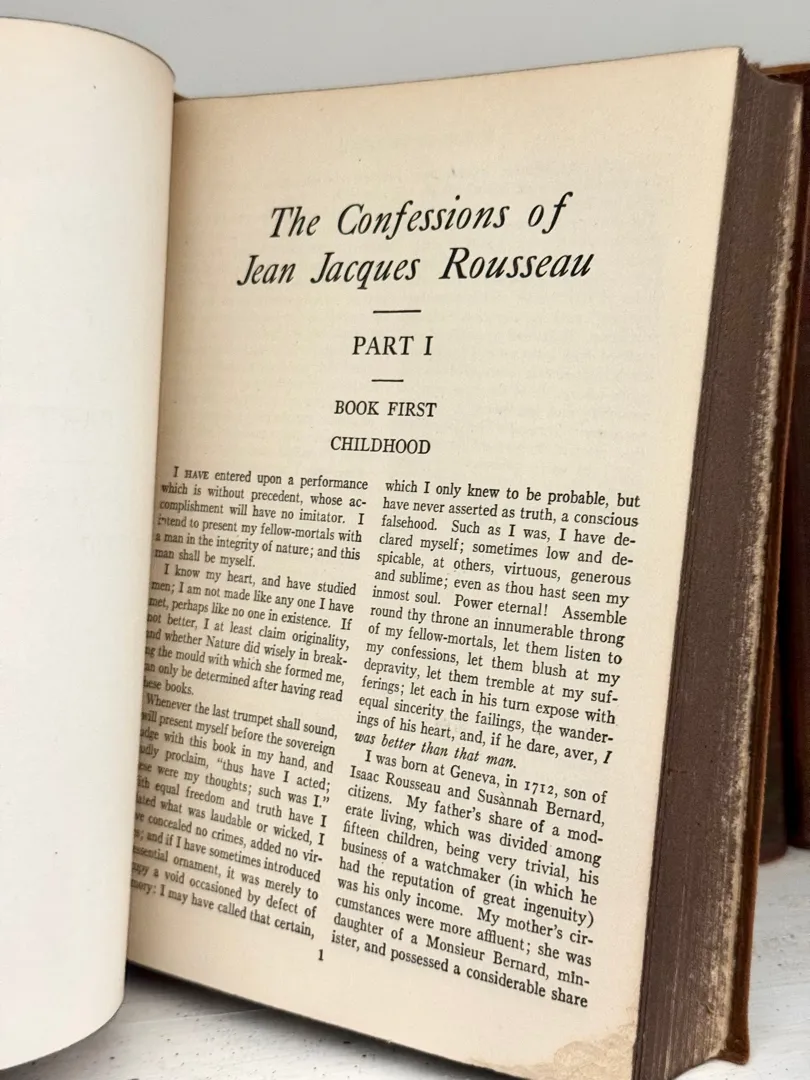 The Confessions of
Jean Jacques Rousseau
PART I
BOOK FIRST
CHILDHOOD
I HAVE entered upon a performance
which is without precedent, whose ac-
complishment will have no imitator. I
intend to present my fellow-mortals with
a man in the integrity of nature; and this
man shall be myself.
I know my heart, and have studied
men; I am not made like any one I have
met, perhaps like no one in existence. If
not better, I at least claim originality,
and whether Nature did wisely in break-
ing the mould with which she formed me,
can only be determined after having read
these books.
Whenever the last trumpet shall sound,
will present myself before the sovereign
judge with this book in my hand, and
loudly proclaim, "thus have I acted;
these were my thoughts; such was I."
With equal freedom and truth have I
related what was laudable or wicked, I
have concealed no crimes, added no vir-
and if I have sometimes introduced
essential ornament, it was merely to
occupy a void occasioned by defect of
memory: I may have called that certain,
which I only knew to be probable, but
have never asserted as truth, a conscious
falsehood. Such as I was, I have de-
clared myself; sometimes low and de-
spicable, at others, virtuous, generous
and sublime; even as thou hast seen my
inmost soul. Power eternal! Assemble
round thy throne an innumerable throng
of my fellow-mortals, let them listen to
my confessions, let them blush at my
depravity, let them tremble at my suf-
ferings; let each in his turn expose with
equal sincerity the failings, the wander-
ings of his heart, and, if he dare, aver, I
was better than that man.
I was born at Geneva, in 1712, son of
Isaac Rousseau and Susannah Bernard,
citizens. My father's share of a mod-
erate living, which was divided among
fifteen children, being very trivial, his
business of a watchmaker (in which he
had the reputation of great ingenuity)
was his only income. My mother's cir-
cumstances were more affluent; she was
daughter of a Monsieur Bernard, min-
ister, and possessed a considerable share
1